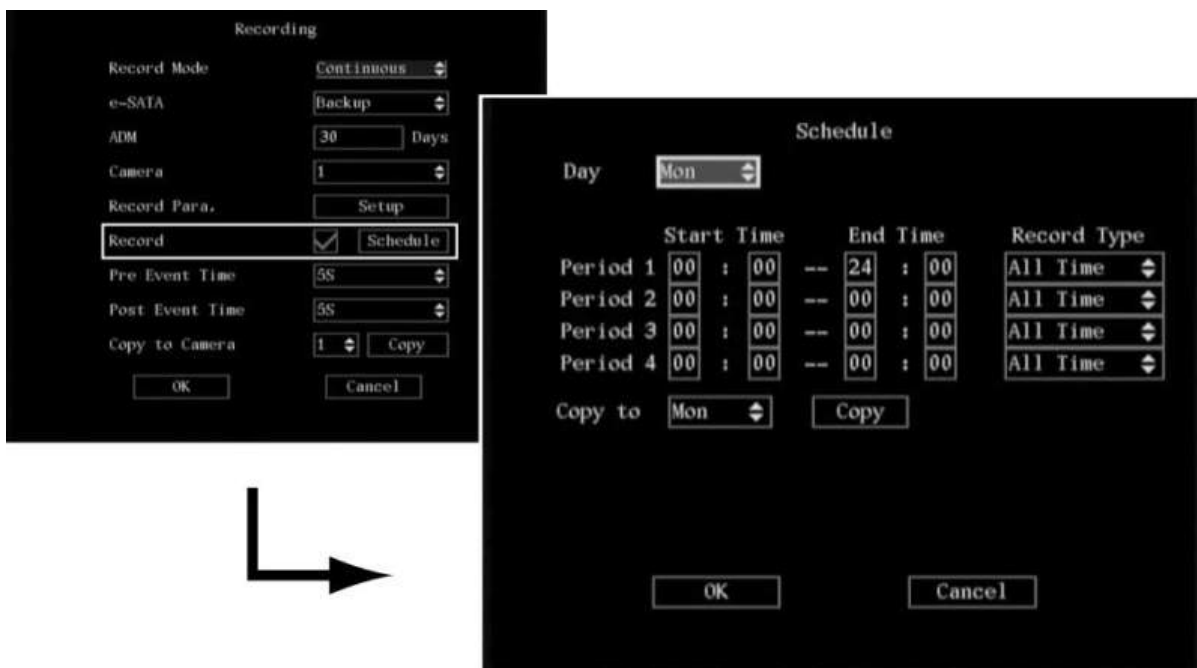 Recording
Record Mode Continuous
e-SATA Backup
ADM 30 Days
Camera 1
Record Para. Setup
Record Schedule
Pre Event Time 5S
Post Event Time 5S
Copy to Camera 1 Copy
OK Cancel
Schedule
Day Mon
Start Time End Time Record Type
Period 1 00 : 00 -- 24 : 00 All Time
Period 2 00 : 00 -- 00 : 00 All Time
Period 3 00 : 00 -- 00 : 00 All Time
Period 4 00 : 00 -- 00 : 00 All Time
Copy to Mon Copy
OK Cancel